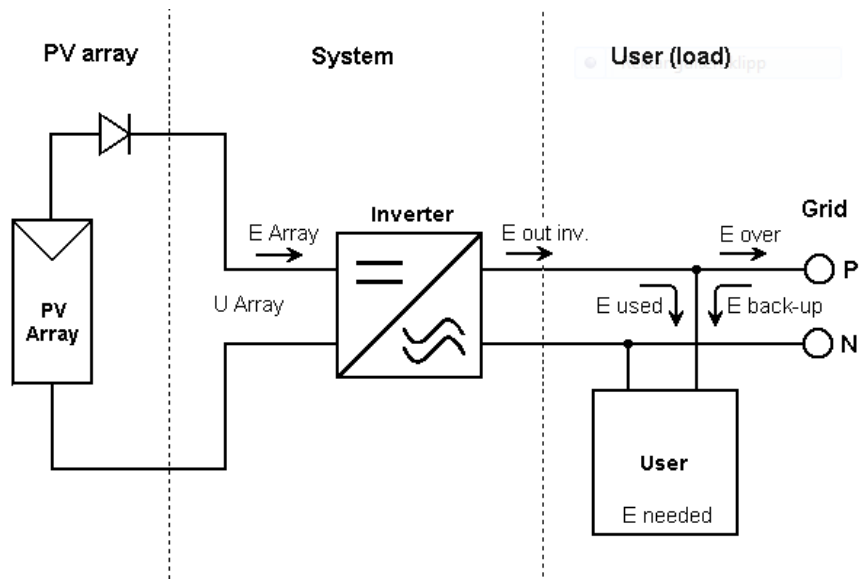 PV array
System
User (load)
Grid
Inverter
E Array
E out inv.
E over
P
U Array
E used
E back-up
PV
Array
N
User
E needed